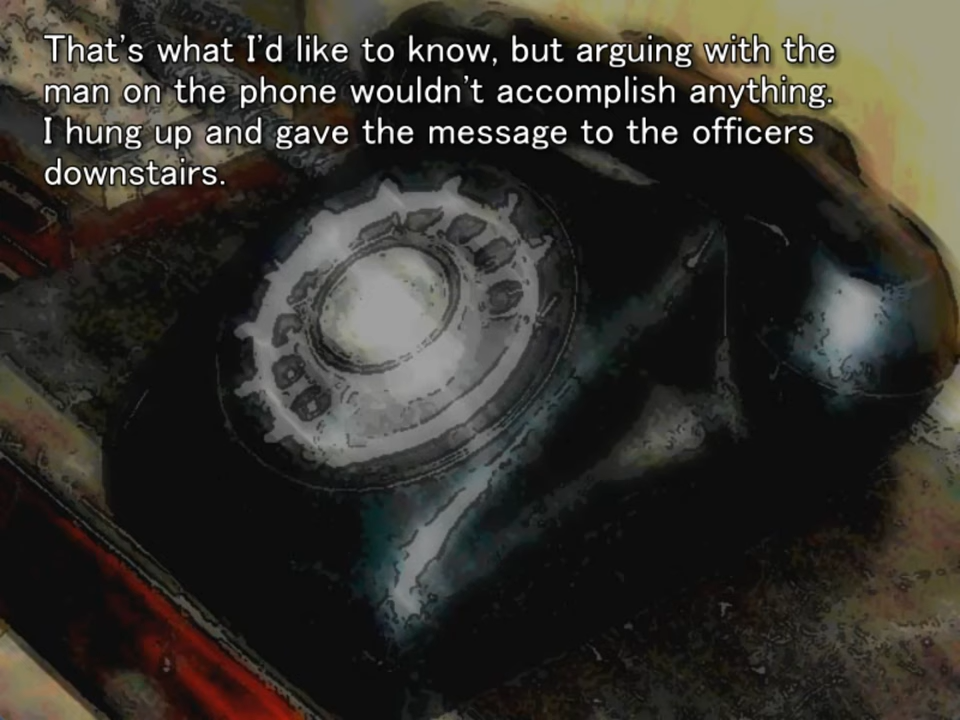 That's what I'd like to know, but arguing with the
man on the phone wouldn't accomplish anything.
I hung up and gave the message to the officers
downstairs.